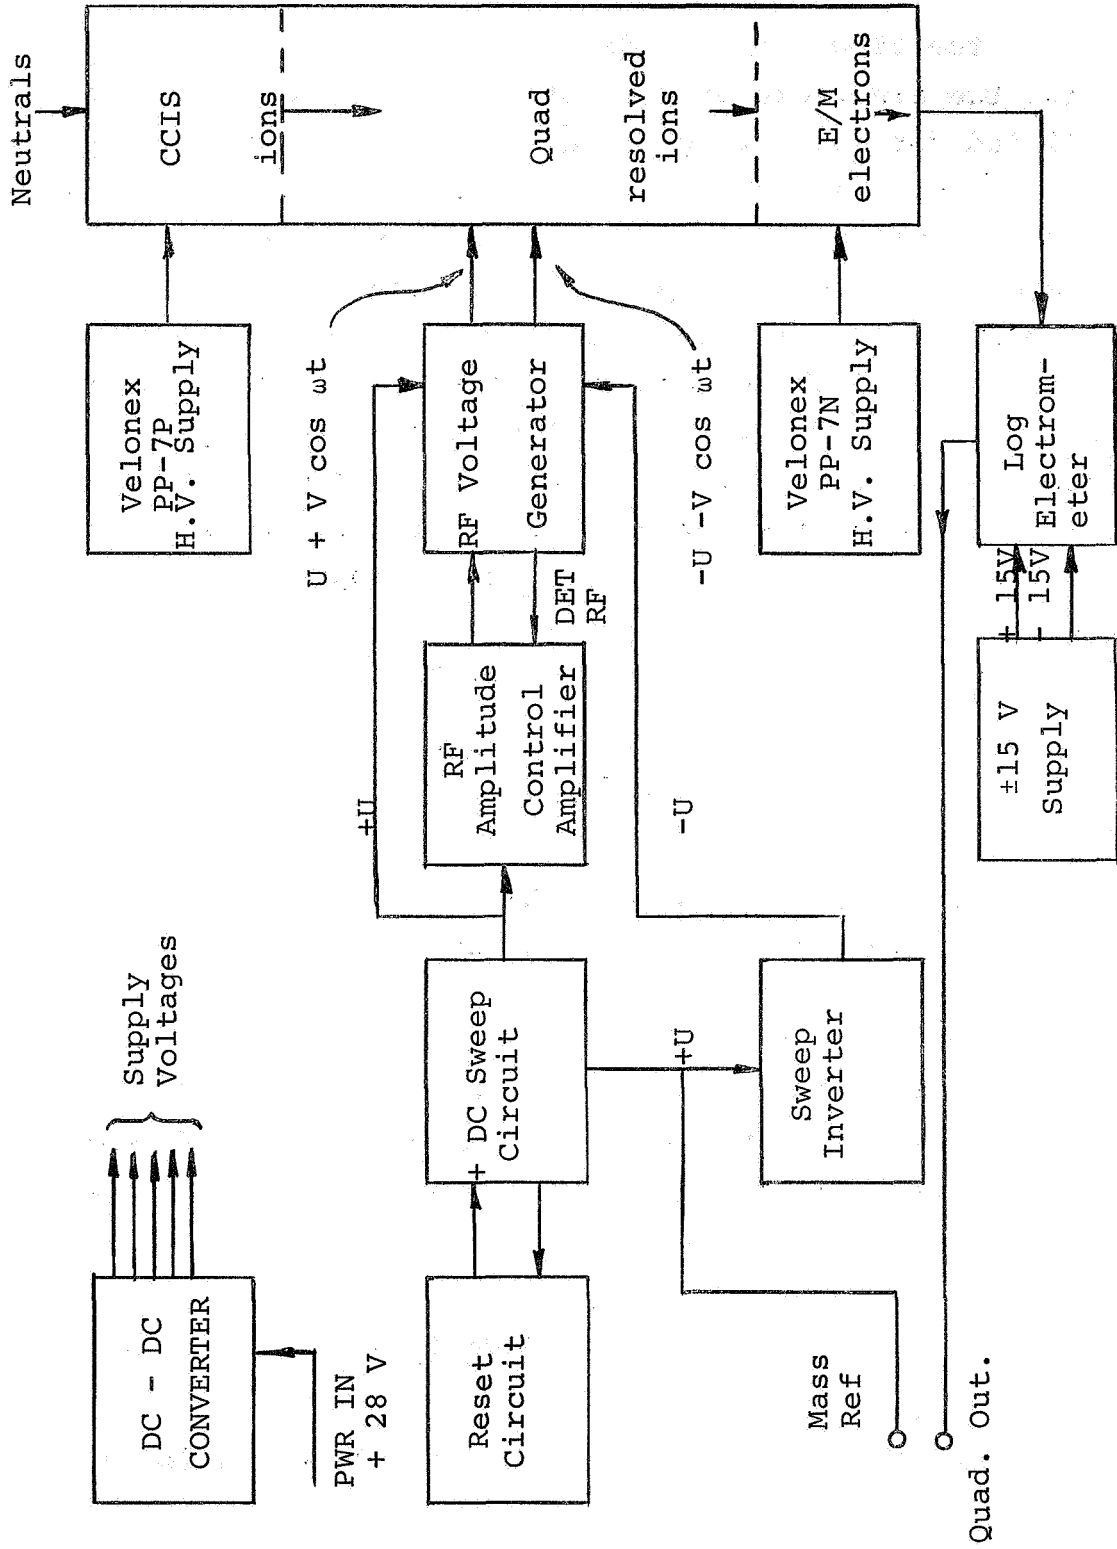 Neutrals
CCIS
ions
Quad
resolved
ions
E/M
electrons
Velonex
PP-7P
H.V. Supply
U + V cos ωt
RF Voltage
Generator
-U -V cos ωt
Velonex
PP-7N
H.V. Supply
Log
Electrom-
eter
+ 15V
- 15V
DET
RF
RF
Amplitude
Control
Amplifier
±15 V
Supply
+U
-U
Supply
Voltages
+ DC Sweep
Circuit
+U
Sweep
Inverter
DC - DC
CONVERTER
PWR IN
+ 28 V
Reset
Circuit
Mass
Ref
Quad. Out.